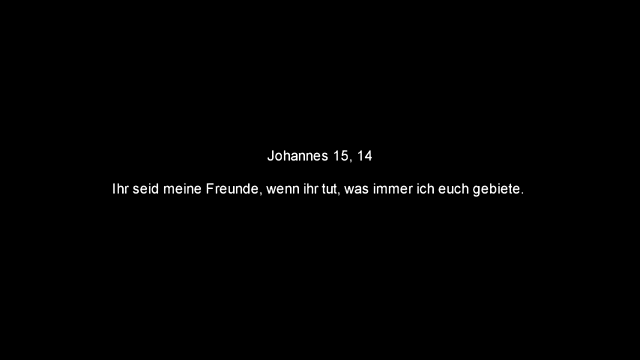 Johannes 15, 14
Ihr seid meine Freunde, wenn ihr tut, was immer ich euch gebiete.